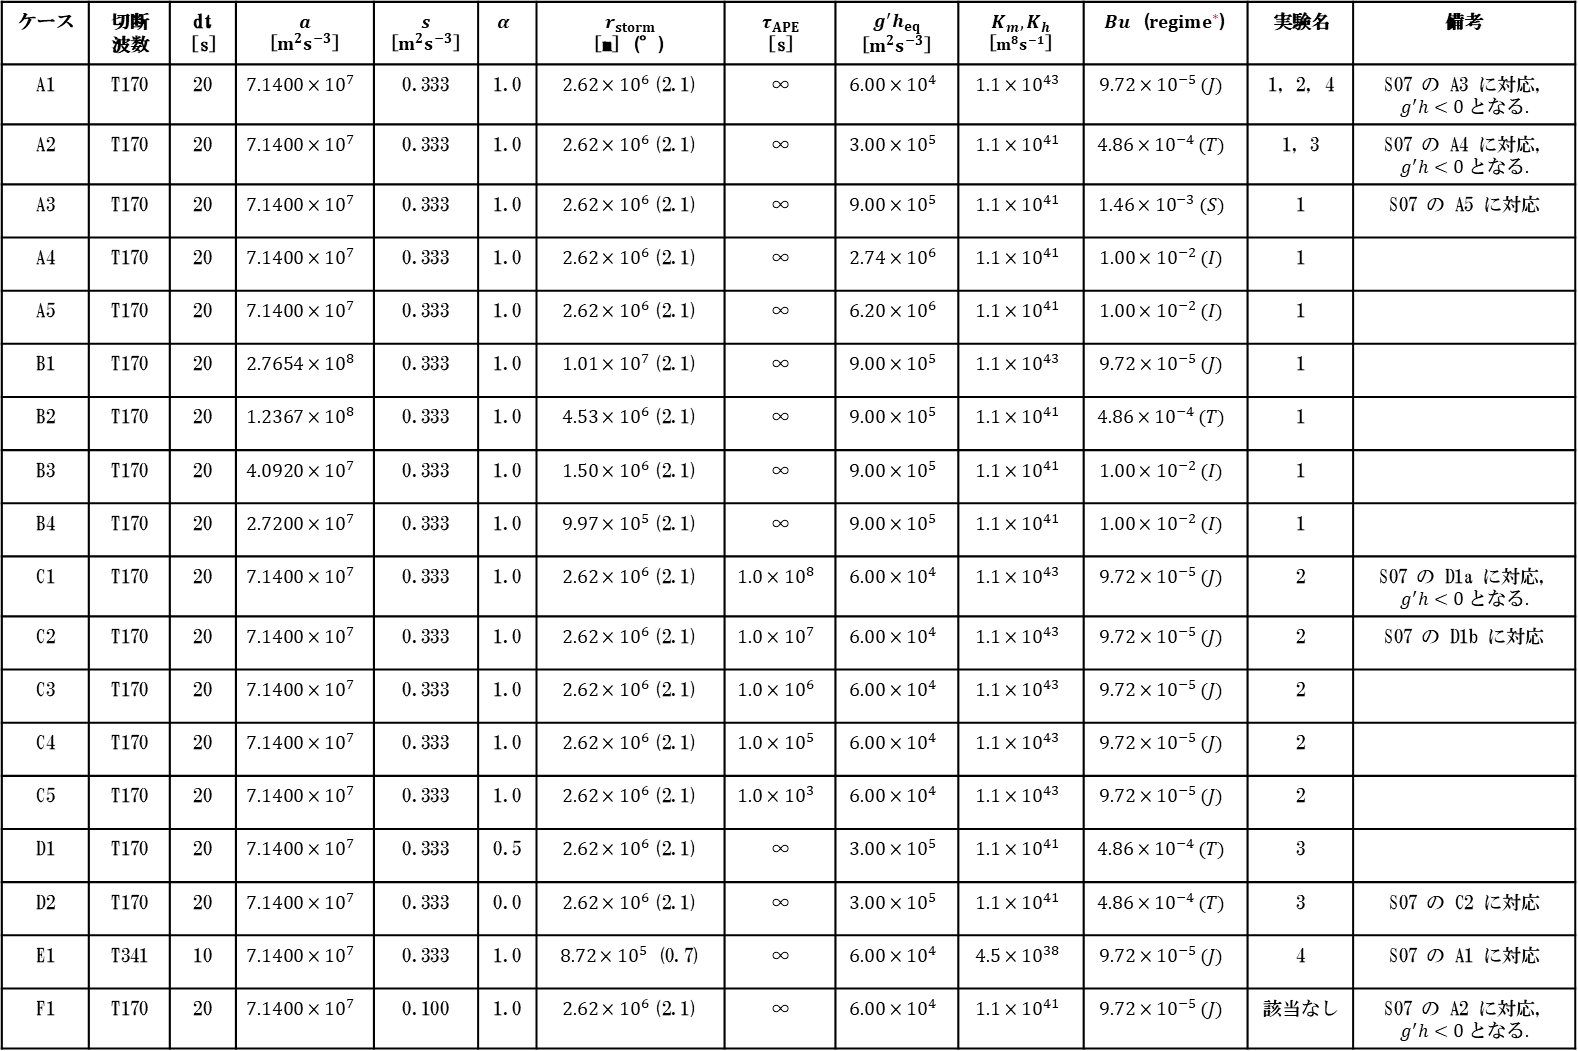 ケース 切断波数 dt [s] a [m²s⁻³] s [m²s⁻³] α r_storm [■] (° ) τ_APE [s] g′h_eq [m²s⁻³] K_m, K_h [m⁸s⁻¹] Bu (regime*) 実験名 備考
A1 T170 20 7.1400 × 10⁷ 0.333 1.0 2.62 × 10⁶ (2.1) ∞ 6.00 × 10⁴ 1.1 × 10⁴³ 9.72 × 10⁻⁵ (J) 1, 2, 4 S07 の A3 に対応,
g′h < 0 となる.
A2 T170 20 7.1400 × 10⁷ 0.333 1.0 2.62 × 10⁶ (2.1) ∞ 3.00 × 10⁵ 1.1 × 10⁴¹ 4.86 × 10⁻⁴ (T) 1, 3 S07 の A4 に対応,
g′h < 0 となる.
A3 T170 20 7.1400 × 10⁷ 0.333 1.0 2.62 × 10⁶ (2.1) ∞ 9.00 × 10⁵ 1.1 × 10⁴¹ 1.46 × 10⁻³ (S) 1 S07 の A5 に対応
A4 T170 20 7.1400 × 10⁷ 0.333 1.0 2.62 × 10⁶ (2.1) ∞ 2.74 × 10⁶ 1.1 × 10⁴¹ 1.00 × 10⁻² (I) 1
A5 T170 20 7.1400 × 10⁷ 0.333 1.0 2.62 × 10⁶ (2.1) ∞ 6.20 × 10⁶ 1.1 × 10⁴¹ 1.00 × 10⁻² (I) 1
B1 T170 20 2.7654 × 10⁸ 0.333 1.0 1.01 × 10⁷ (2.1) ∞ 9.00 × 10⁵ 1.1 × 10⁴³ 9.72 × 10⁻⁵ (J) 1
B2 T170 20 1.2367 × 10⁸ 0.333 1.0 4.53 × 10⁶ (2.1) ∞ 9.00 × 10⁵ 1.1 × 10⁴¹ 4.86 × 10⁻⁴ (T) 1
B3 T170 20 4.0920 × 10⁷ 0.333 1.0 1.50 × 10⁶ (2.1) ∞ 9.00 × 10⁵ 1.1 × 10⁴¹ 1.00 × 10⁻² (I) 1
B4 T170 20 2.7200 × 10⁷ 0.333 1.0 9.97 × 10⁵ (2.1) ∞ 9.00 × 10⁵ 1.1 × 10⁴¹ 1.00 × 10⁻² (I) 1
C1 T170 20 7.1400 × 10⁷ 0.333 1.0 2.62 × 10⁶ (2.1) 1.0 × 10⁸ 6.00 × 10⁴ 1.1 × 10⁴³ 9.72 × 10⁻⁵ (J) 2 S07 の D1a に対応,
g′h < 0 となる.
C2 T170 20 7.1400 × 10⁷ 0.333 1.0 2.62 × 10⁶ (2.1) 1.0 × 10⁷ 6.00 × 10⁴ 1.1 × 10⁴³ 9.72 × 10⁻⁵ (J) 2 S07 の D1b に対応
C3 T170 20 7.1400 × 10⁷ 0.333 1.0 2.62 × 10⁶ (2.1) 1.0 × 10⁶ 6.00 × 10⁴ 1.1 × 10⁴³ 9.72 × 10⁻⁵ (J) 2
C4 T170 20 7.1400 × 10⁷ 0.333 1.0 2.62 × 10⁶ (2.1) 1.0 × 10⁵ 6.00 × 10⁴ 1.1 × 10⁴³ 9.72 × 10⁻⁵ (J) 2
C5 T170 20 7.1400 × 10⁷ 0.333 1.0 2.62 × 10⁶ (2.1) 1.0 × 10³ 6.00 × 10⁴ 1.1 × 10⁴³ 9.72 × 10⁻⁵ (J) 2
D1 T170 20 7.1400 × 10⁷ 0.333 0.5 2.62 × 10⁶ (2.1) ∞ 3.00 × 10⁵ 1.1 × 10⁴¹ 4.86 × 10⁻⁴ (T) 3
D2 T170 20 7.1400 × 10⁷ 0.333 0.0 2.62 × 10⁶ (2.1) ∞ 3.00 × 10⁵ 1.1 × 10⁴¹ 4.86 × 10⁻⁴ (T) 3 S07 の C2 に対応
E1 T341 10 7.1400 × 10⁷ 0.333 1.0 8.72 × 10⁵ (0.7) ∞ 6.00 × 10⁴ 4.5 × 10³⁸ 9.72 × 10⁻⁵ (J) 4 S07 の A1 に対応
F1 T170 20 7.1400 × 10⁷ 0.100 1.0 2.62 × 10⁶ (2.1) ∞ 6.00 × 10⁴ 1.1 × 10⁴¹ 9.72 × 10⁻⁵ (J) 該当なし S07 の A2 に対応,
g′h < 0 となる.